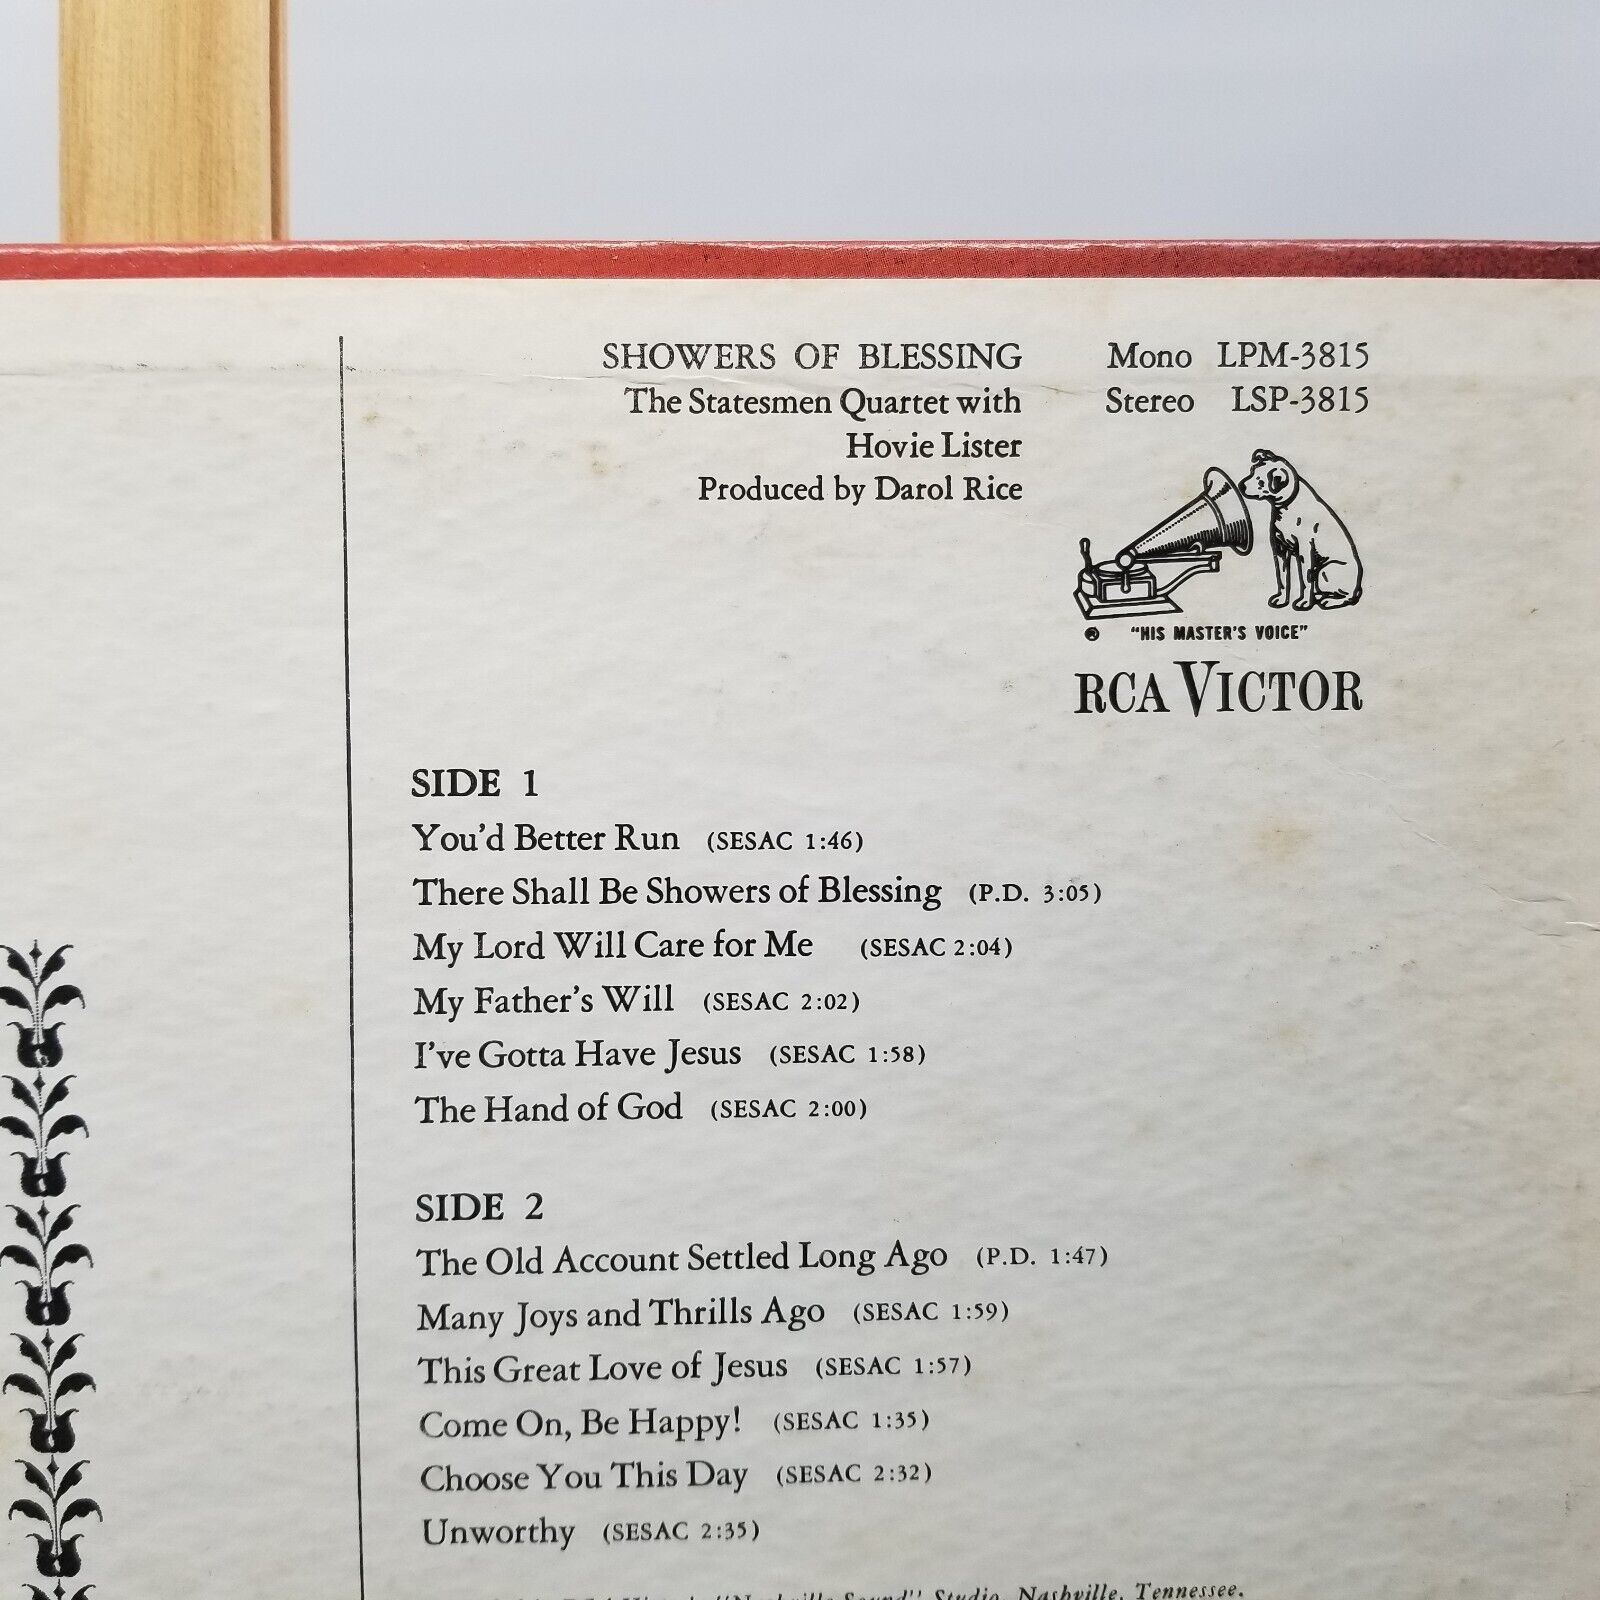 SHOWERS OF BLESSING
The Statesmen Quartet with
Hovie Lister
Produced by Darol Rice
Mono LPM-3815
Stereo LSP-3815
® "HIS MASTER'S VOICE"
RCA VICTOR
SIDE 1
You'd Better Run (SESAC 1:46)
There Shall Be Showers of Blessing (P.D. 3:05)
My Lord Will Care for Me (SESAC 2:04)
My Father's Will (SESAC 2:02)
I've Gotta Have Jesus (SESAC 1:58)
The Hand of God (SESAC 2:00)
SIDE 2
The Old Account Settled Long Ago (P.D. 1:47)
Many Joys and Thrills Ago (SESAC 1:59)
This Great Love of Jesus (SESAC 1:57)
Come On, Be Happy! (SESAC 1:35)
Choose You This Day (SESAC 2:32)
Unworthy (SESAC 2:35)
"Nashville Sound" Studio, Nashville, Tennessee.